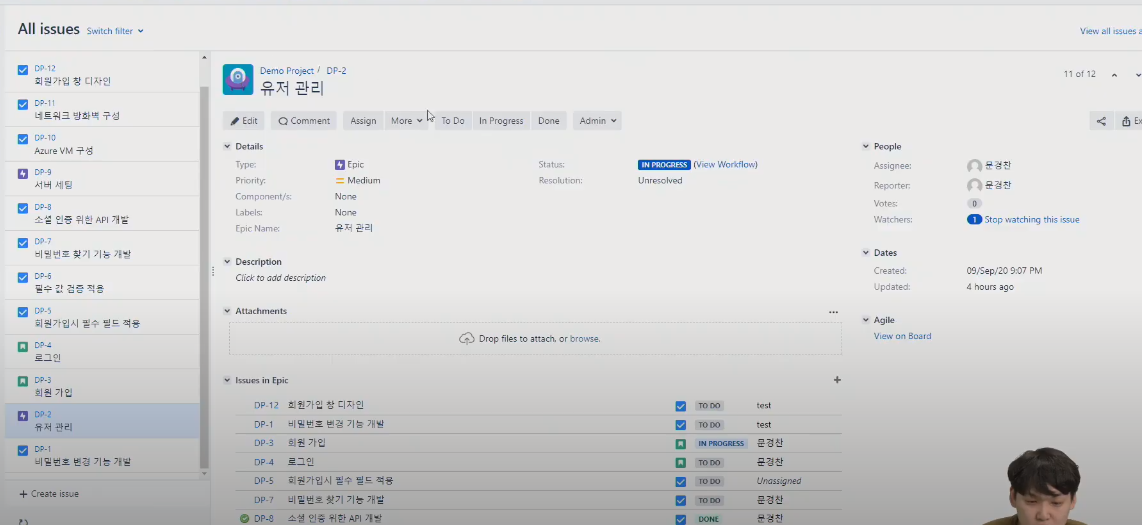 All issues Switch filter
View all issues a
DP-12
회원가입 창 디자인
DP-11
네트워크 방화벽 구성
DP-10
Azure VM 구성
DP-9
서버 세팅
DP-8
소셜 인증 위한 API 개발
DP-7
비밀번호 찾기 기능 개발
DP-6
필수 값 검증 적용
DP-5
회원가입시 필수 필드 적용
DP-4
로그인
DP-3
회원 가입
DP-2
유저 관리
DP-1
비밀번호 변경 기능 개발
+ Create issue
Demo Project / DP-2
유저 관리
11 of 12
Edit Comment Assign More To Do In Progress Done Admin Ex
Details
Type: Epic Status: IN PROGRESS (View Workflow)
Priority: Medium Resolution: Unresolved
Component/s: None
Labels: None
Epic Name: 유저 관리
Description
Click to add description
Attachments
Drop files to attach, or browse.
Issues in Epic
DP-12 회원가입 창 디자인 TO DO test
DP-1 비밀번호 변경 기능 개발 TO DO test
DP-3 회원 가입 IN PROGRESS 문경찬
DP-4 로그인 TO DO 문경찬
DP-5 회원가입시 필수 필드 적용 TO DO Unassigned
DP-7 비밀번호 찾기 기능 개발 TO DO 문경찬
DP-8 소셜 인증 위한 API 개발 DONE 문경찬
People
Assignee: 문경찬
Reporter: 문경찬
Votes: 0
Watchers: 1 Stop watching this issue
Dates
Created: 09/Sep/20 9:07 PM
Updated: 4 hours ago
Agile
View on Board